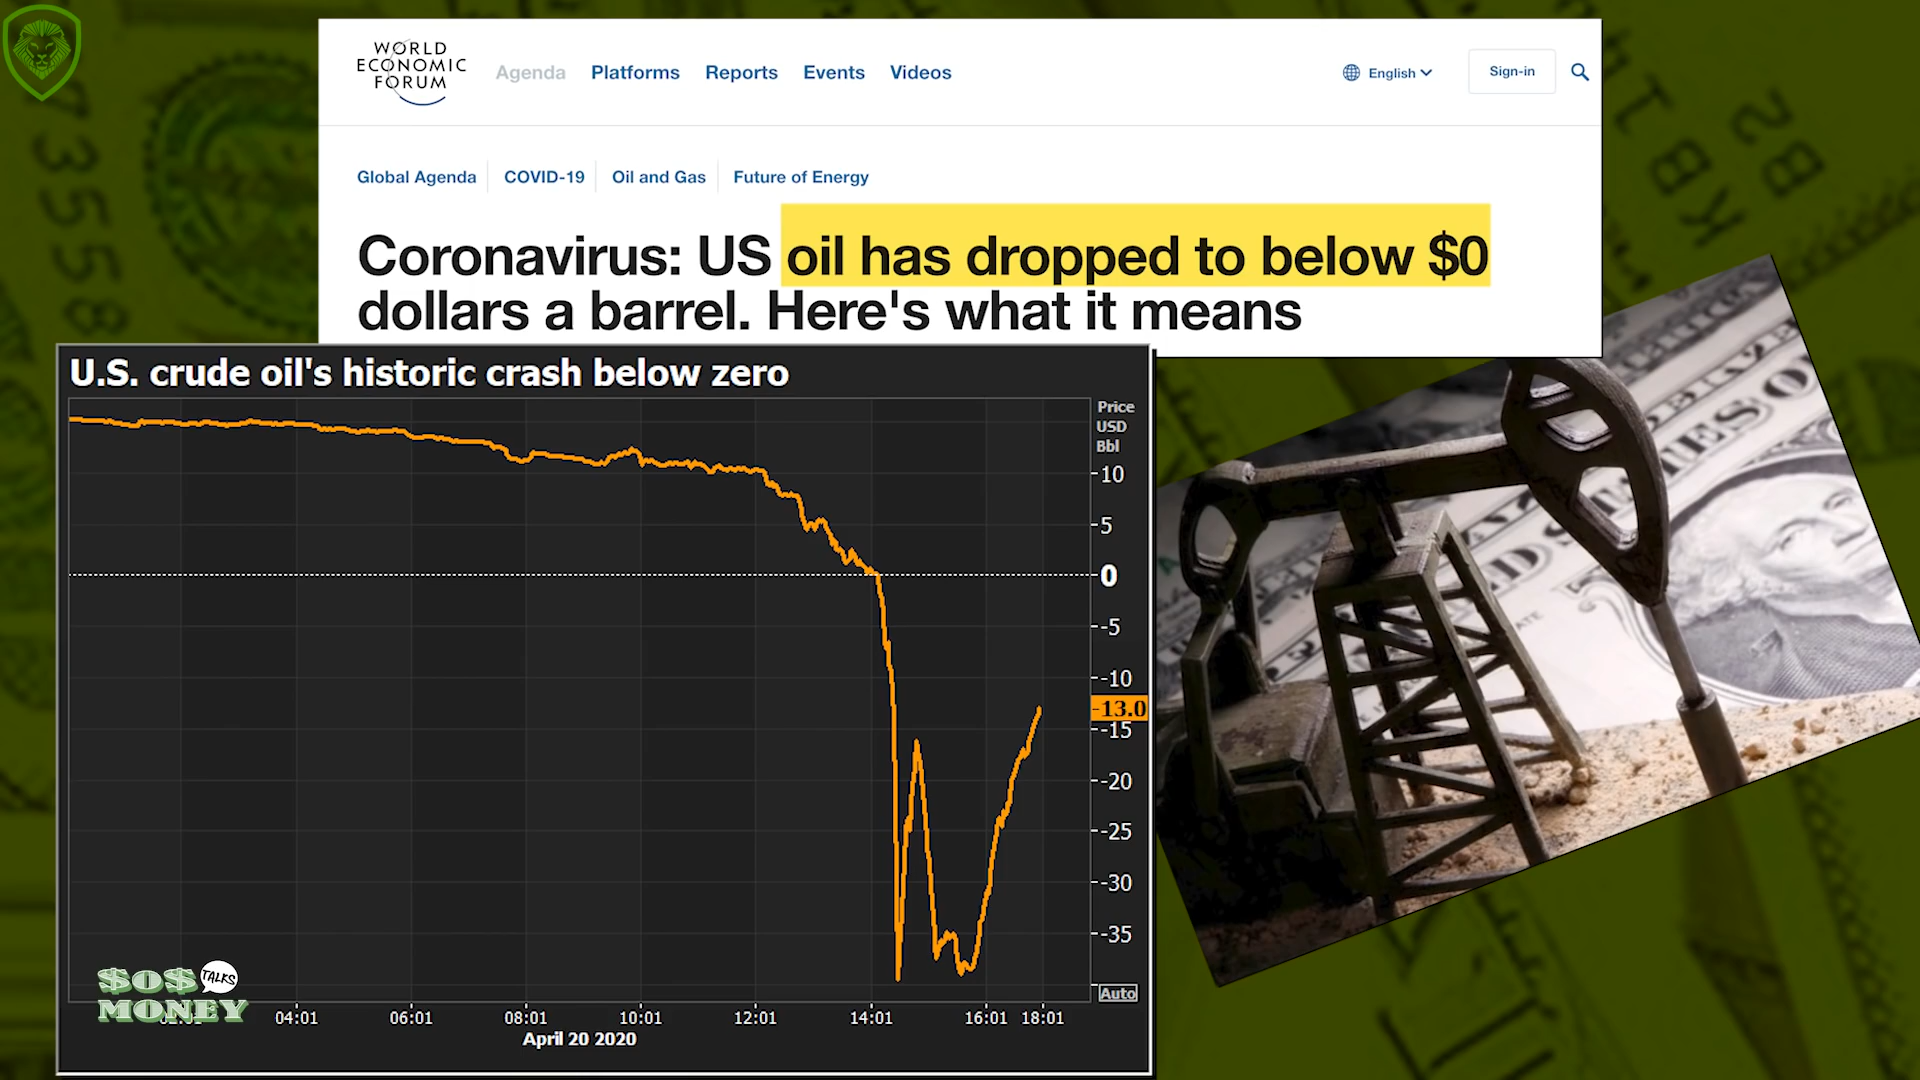 WORLD
ECONOMIC
FORUM
Agenda Platforms Reports Events Videos
English
Sign-in
Global Agenda COVID-19 Oil and Gas Future of Energy
Coronavirus: US oil has dropped to below $0
dollars a barrel. Here's what it means
U.S. crude oil's historic crash below zero
Price
USD
Bbl
10
5
0
-5
-10
-13.0
-15
-20
-25
-30
-35
Auto
04:01 06:01 08:01 10:01 12:01 14:01 16:01 18:01
April 20 2020
$O$ TALKS
MONEY
73558